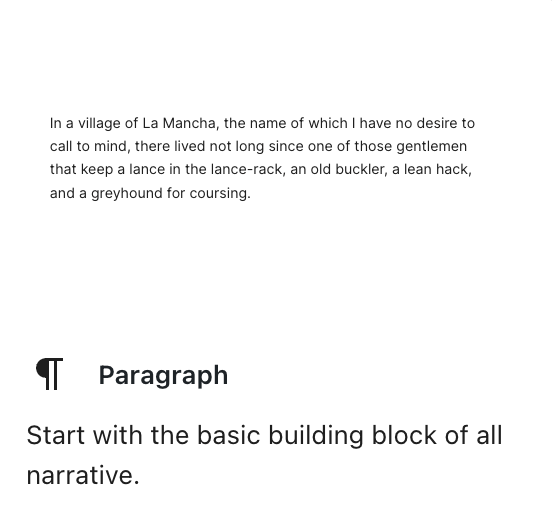 In a village of La Mancha, the name of which I have no desire to
call to mind, there lived not long since one of those gentlemen
that keep a lance in the lance-rack, an old buckler, a lean hack,
and a greyhound for coursing.
¶ Paragraph
Start with the basic building block of all
narrative.